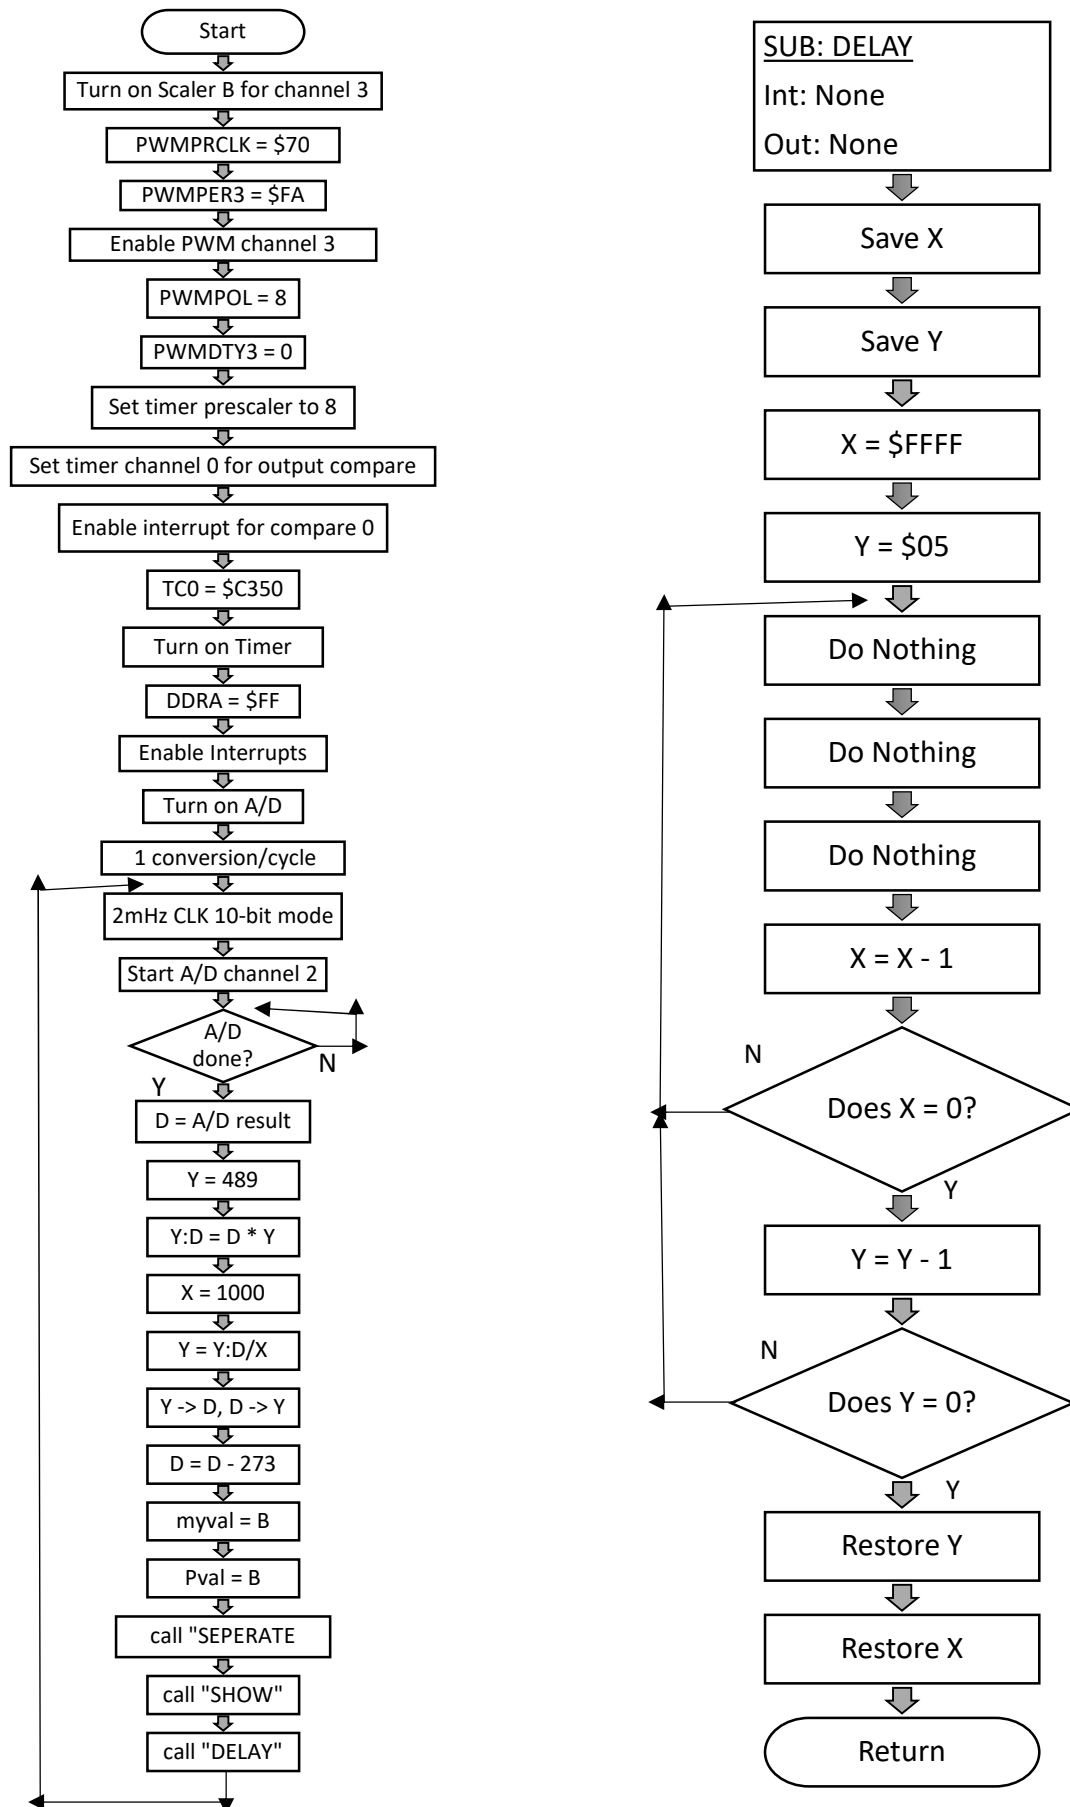 Start
Turn on Scaler B for channel 3
PWMPRCLK = $70
PWMPER3 = $FA
Enable PWM channel 3
PWMPOL = 8
PWMDTY3 = 0
Set timer prescaler to 8
Set timer channel 0 for output compare
Enable interrupt for compare 0
TC0 = $C350
Turn on Timer
DDRA = $FF
Enable Interrupts
Turn on A/D
1 conversion/cycle
2mHz CLK 10-bit mode
Start A/D channel 2
A/D
done?
N
Y
D = A/D result
Y = 489
Y:D = D * Y
X = 1000
Y = Y:D/X
Y -> D, D -> Y
D = D - 273
myval = B
Pval = B
call "SEPERATE
call "SHOW"
call "DELAY"
SUB: DELAY
Int: None
Out: None
Save X
Save Y
X = $FFFF
Y = $05
Do Nothing
Do Nothing
Do Nothing
X = X - 1
N
Does X = 0?
Y
Y = Y - 1
N
Does Y = 0?
Y
Restore Y
Restore X
Return